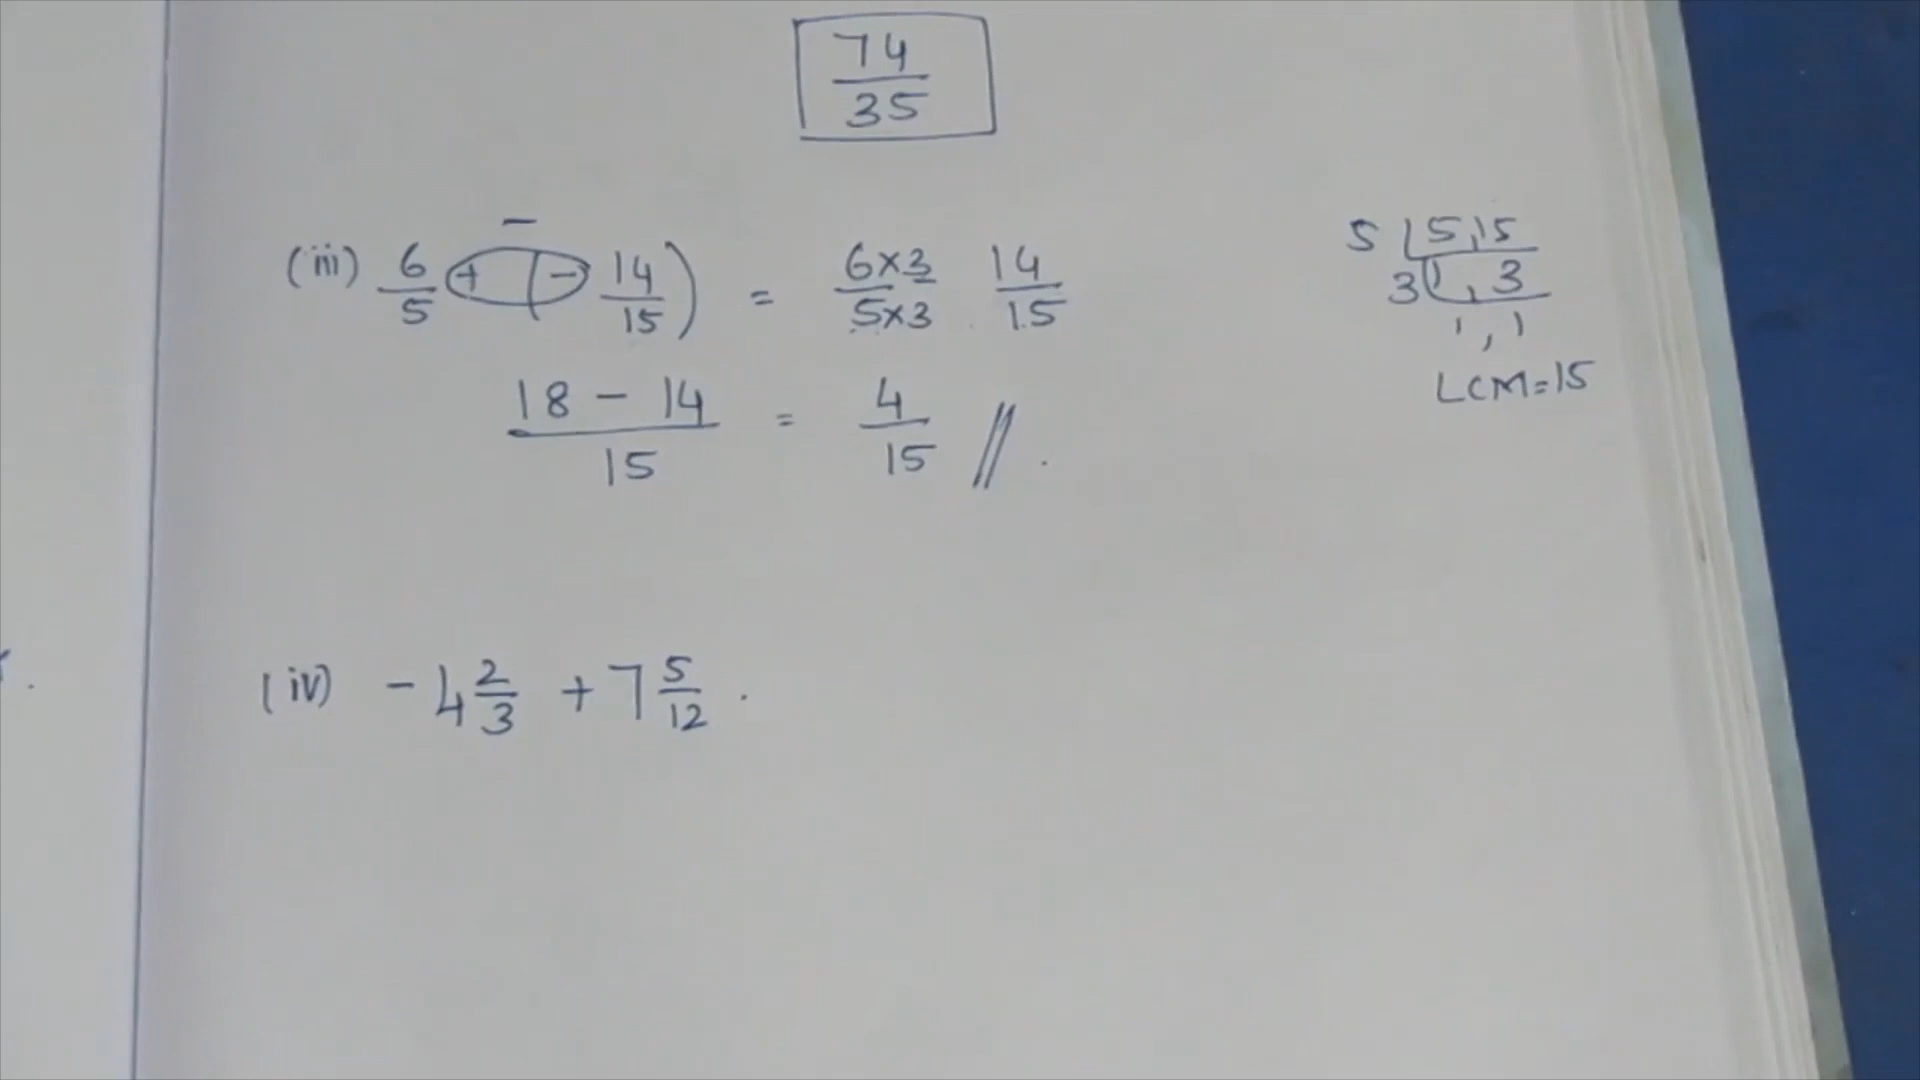 74/35
(iii) 6/5 + (- 14/15) = 6×3/5×3 14/15
–
18 - 14/15 = 4/15 // .
5 | 5, 15
3 | 1, 3
1, 1
LCM = 15
(iv) - 4 2/3 + 7 5/12 .